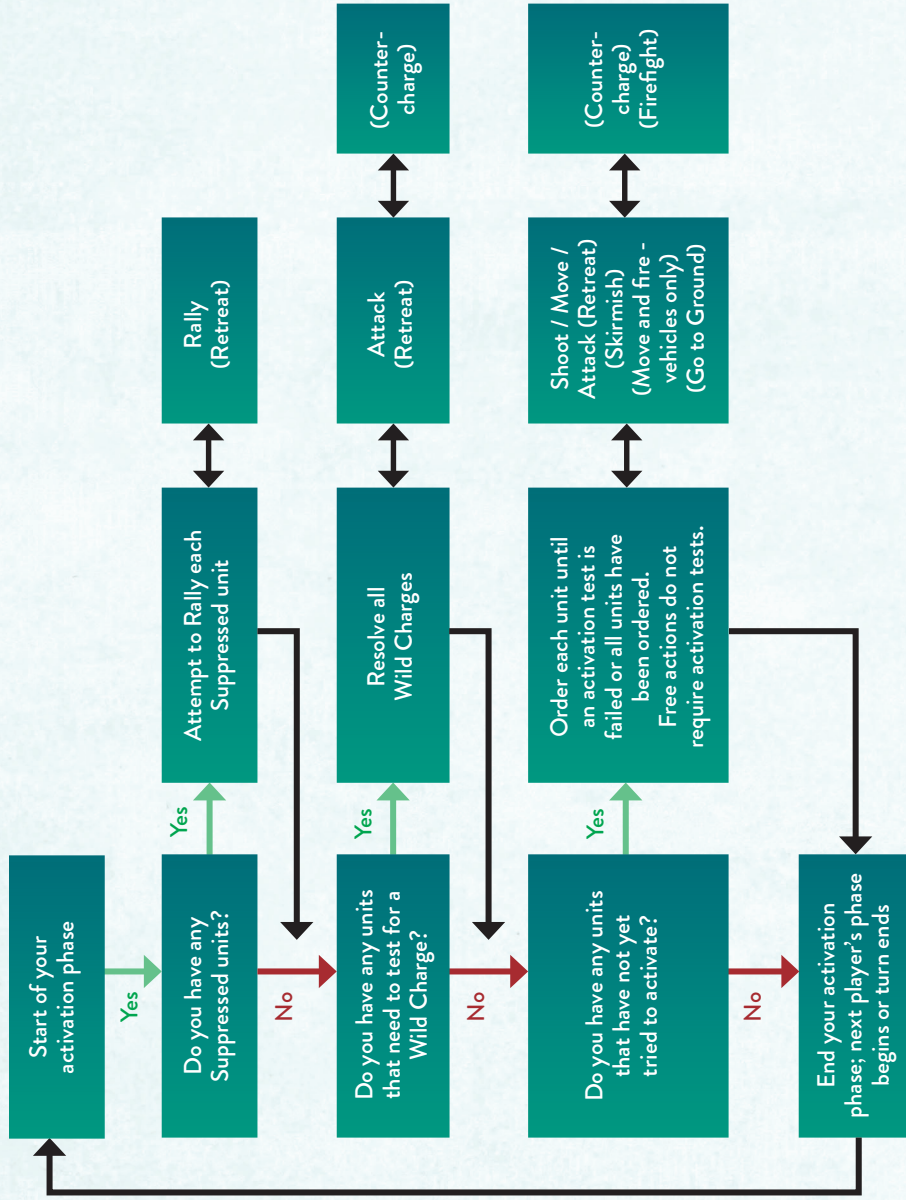 Start of your
activation phase
Yes
Do you have any
Suppressed units?
Yes
Attempt to Rally each
Suppressed unit
Rally
(Retreat)
No
Do you have any units
that need to test for a
Wild Charge?
Yes
Resolve all
Wild Charges
Attack
(Retreat)
(Counter-
charge)
No
Do you have any units
that have not yet
tried to activate?
Yes
Order each unit until
an activation test is
failed or all units have
been ordered.
Free actions do not
require activation tests.
Shoot / Move /
Attack (Retreat)
(Skirmish)
(Move and fire -
vehicles only)
(Go to Ground)
(Counter-
charge)
(Firefight)
No
End your activation
phase; next player’s phase
begins or turn ends